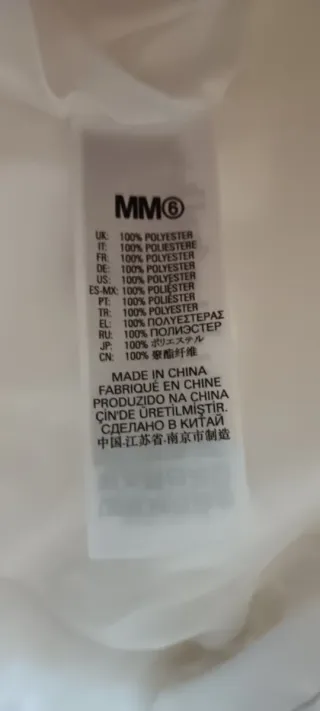 MM⑥
UK: 100% POLYESTER
IT: 100% POLIESTERE
FR: 100% POLYESTER
DE: 100% POLYESTER
US: 100% POLYESTER
ES-MX: 100% POLIÉSTER
PT: 100% POLIÉSTER
TR: 100% POLYESTER
EL: 100% ΠΟΛΥΕΣΤΕΡΑΣ
RU: 100% ПОЛИЭСТЕР
JP: 100% ポリエステル
CN: 100% 聚酯纤维
MADE IN CHINA
FABRIQUÉ EN CHINE
PRODUZIDO NA CHINA
ÇIN'DE ÜRETİLMİŞTİR.
СДЕЛАНО В КИТАЙ
中国.江苏省.南京市制造